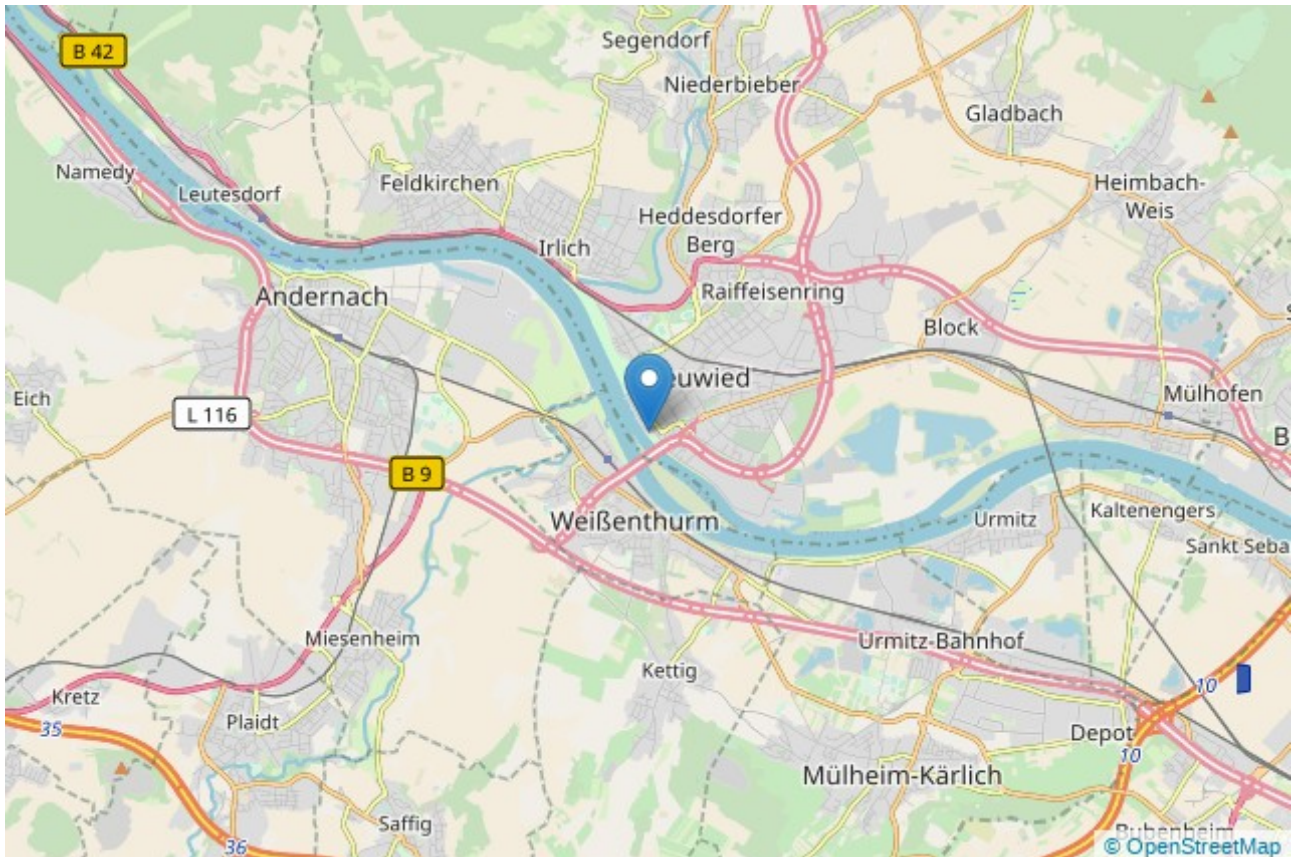 B 42
Segendorf
Niederbieber
Gladbach
Namedy
Leutesdorf
Feldkirchen
Heimbach-
Weis
Heddesdorfer
Berg
Irlich
Andernach
Raiffeisenring
Block
euwied
Mülhofen
Eich
L 116
B 9
Weißenthurm
Urmitz
Kaltenengers
Sankt Seba
Miesenheim
Urmitz-Bahnhof
Kettig
Kretz
10
35
Plaidt
Depot
10
Mülheim-Kärlich
Saffig
36
Bubenheim
© OpenStreetMap